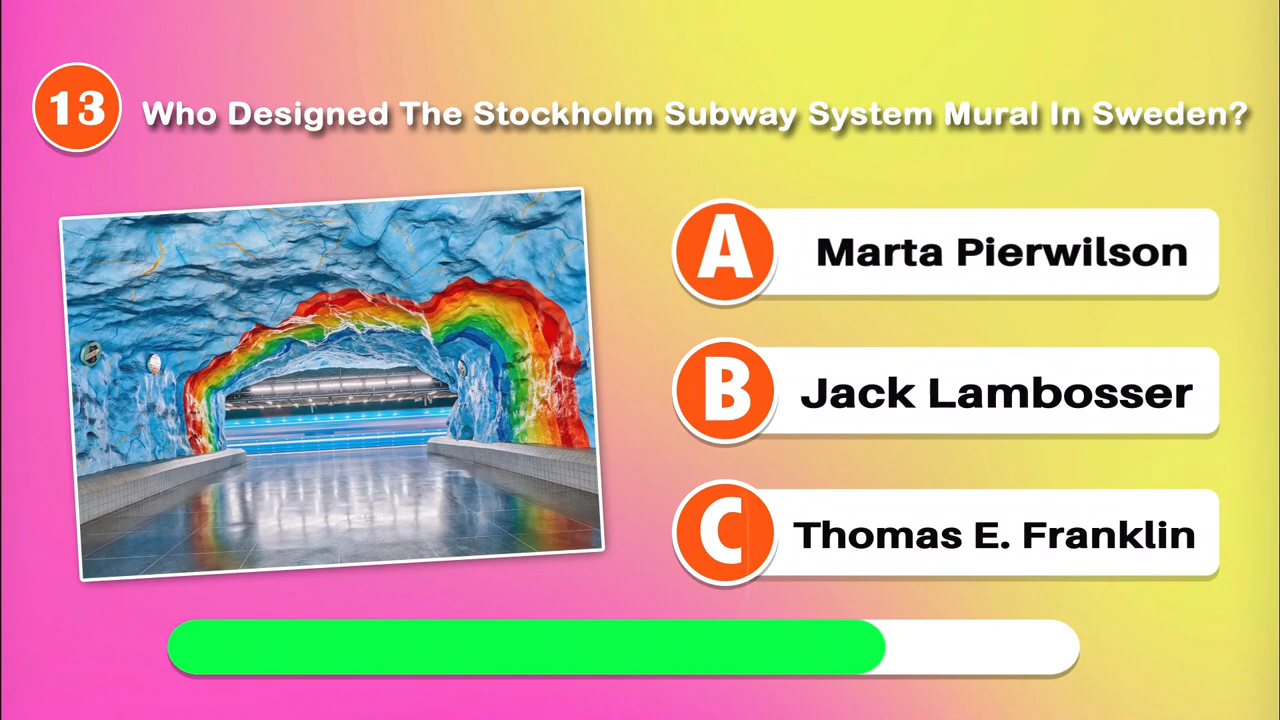 13 Who Designed The Stockholm Subway System Mural In Sweden?
A Marta Pierwilson
B Jack Lambosser
C Thomas E. Franklin